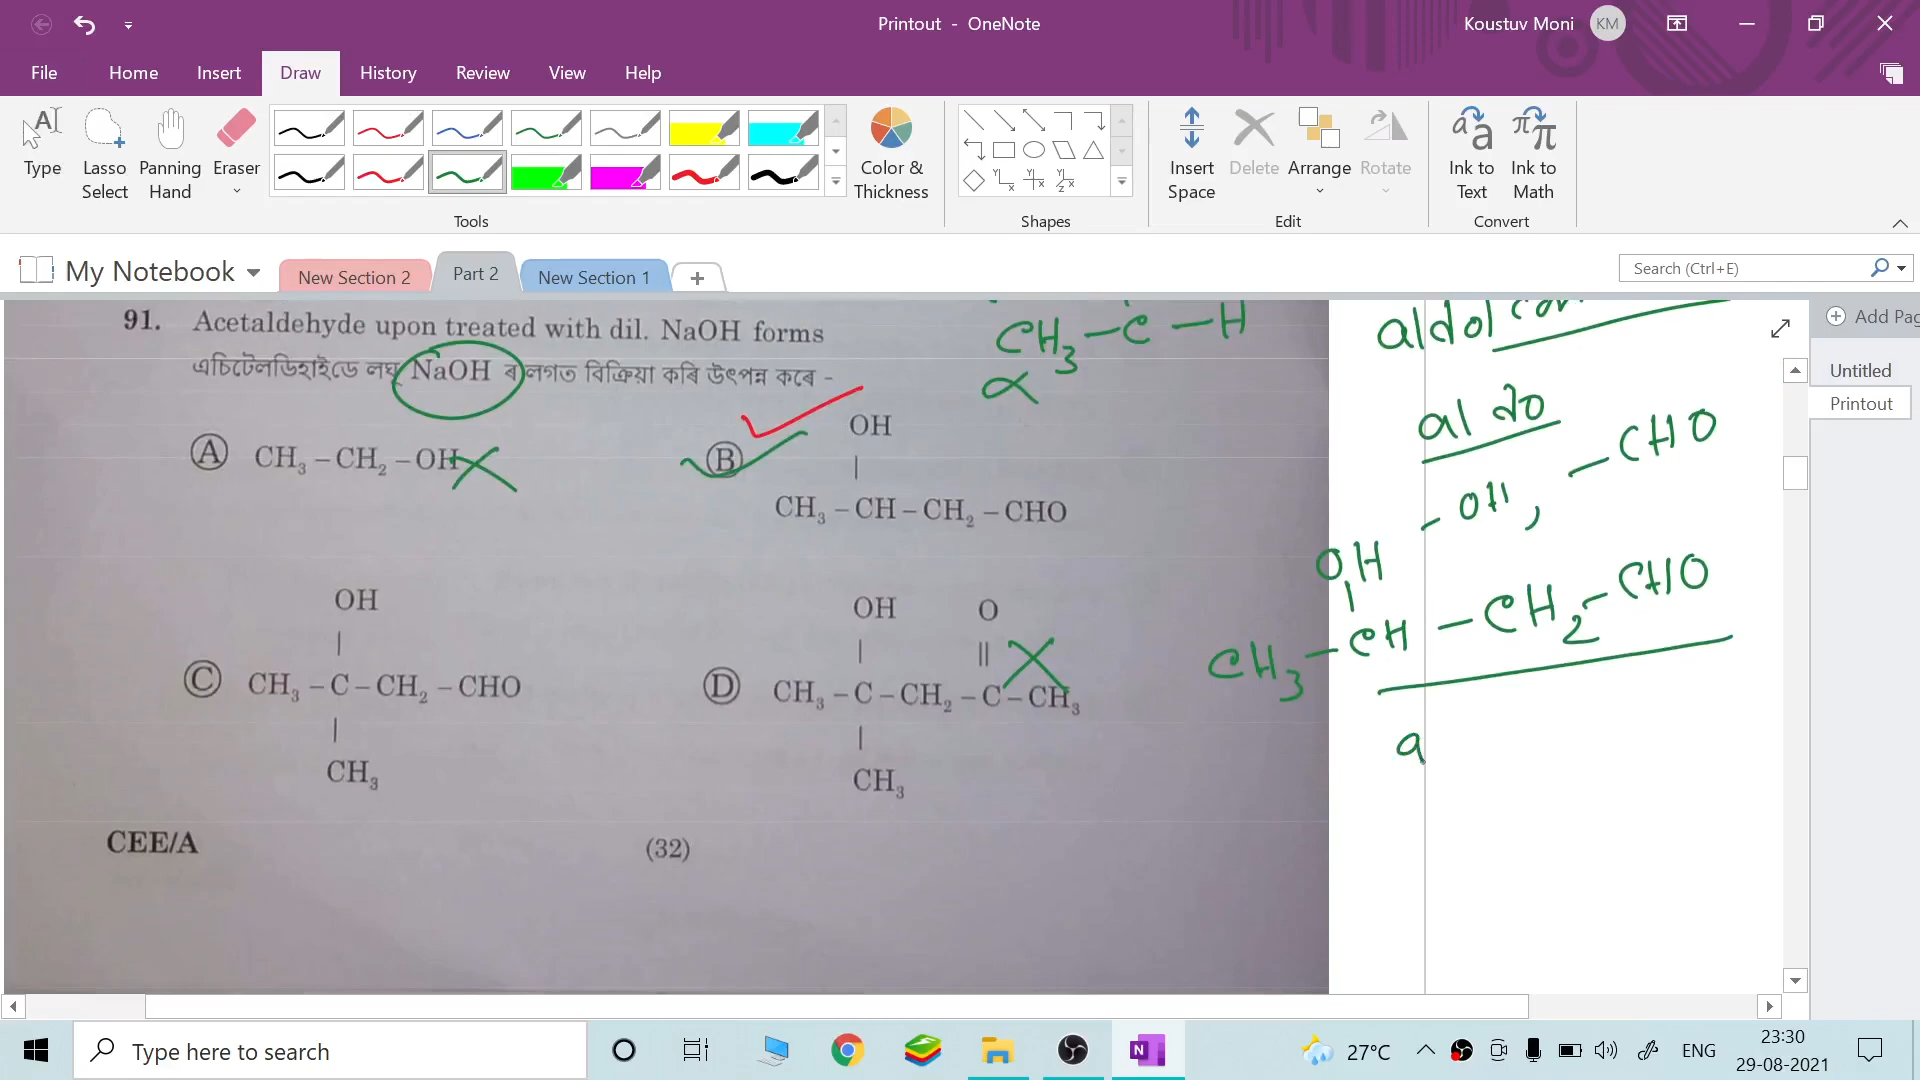 Printout - OneNote
Koustuv Moni KM
File Home Insert Draw History Review View Help
Type
Lasso Select
Panning Hand
Eraser
Color & Thickness
Insert Space
Delete
Arrange
Rotate
Ink to Text
Ink to Math
Tools
Shapes
Edit
Convert
My Notebook
New Section 2
Part 2
New Section 1
+
Search (Ctrl+E)
Add Pag
Untitled
Printout
91. Acetaldehyde upon treated with dil. NaOH forms
এচিটেলডিহাইডে লঘু NaOH ৰ লগত বিক্ৰিয়া কৰি উৎপন্ন কৰে -
Ⓐ CH₃ – CH₂ – OH
OH
|
Ⓑ CH₃ – CH – CH₂ – CHO
OH
|
Ⓒ CH₃ – C – CH₂ – CHO
|
CH₃
OH O
| ||
Ⓓ CH₃ – C – CH₂ – C – CH₃
|
CH₃
CEE/A
(32)
CH₃ – C – H
α
aldol con
aldo
- OH, - CHO
OH
|
CH₃ – CH – CH₂ – CHO
a
Type here to search
27°C
ENG
23:30
29-08-2021